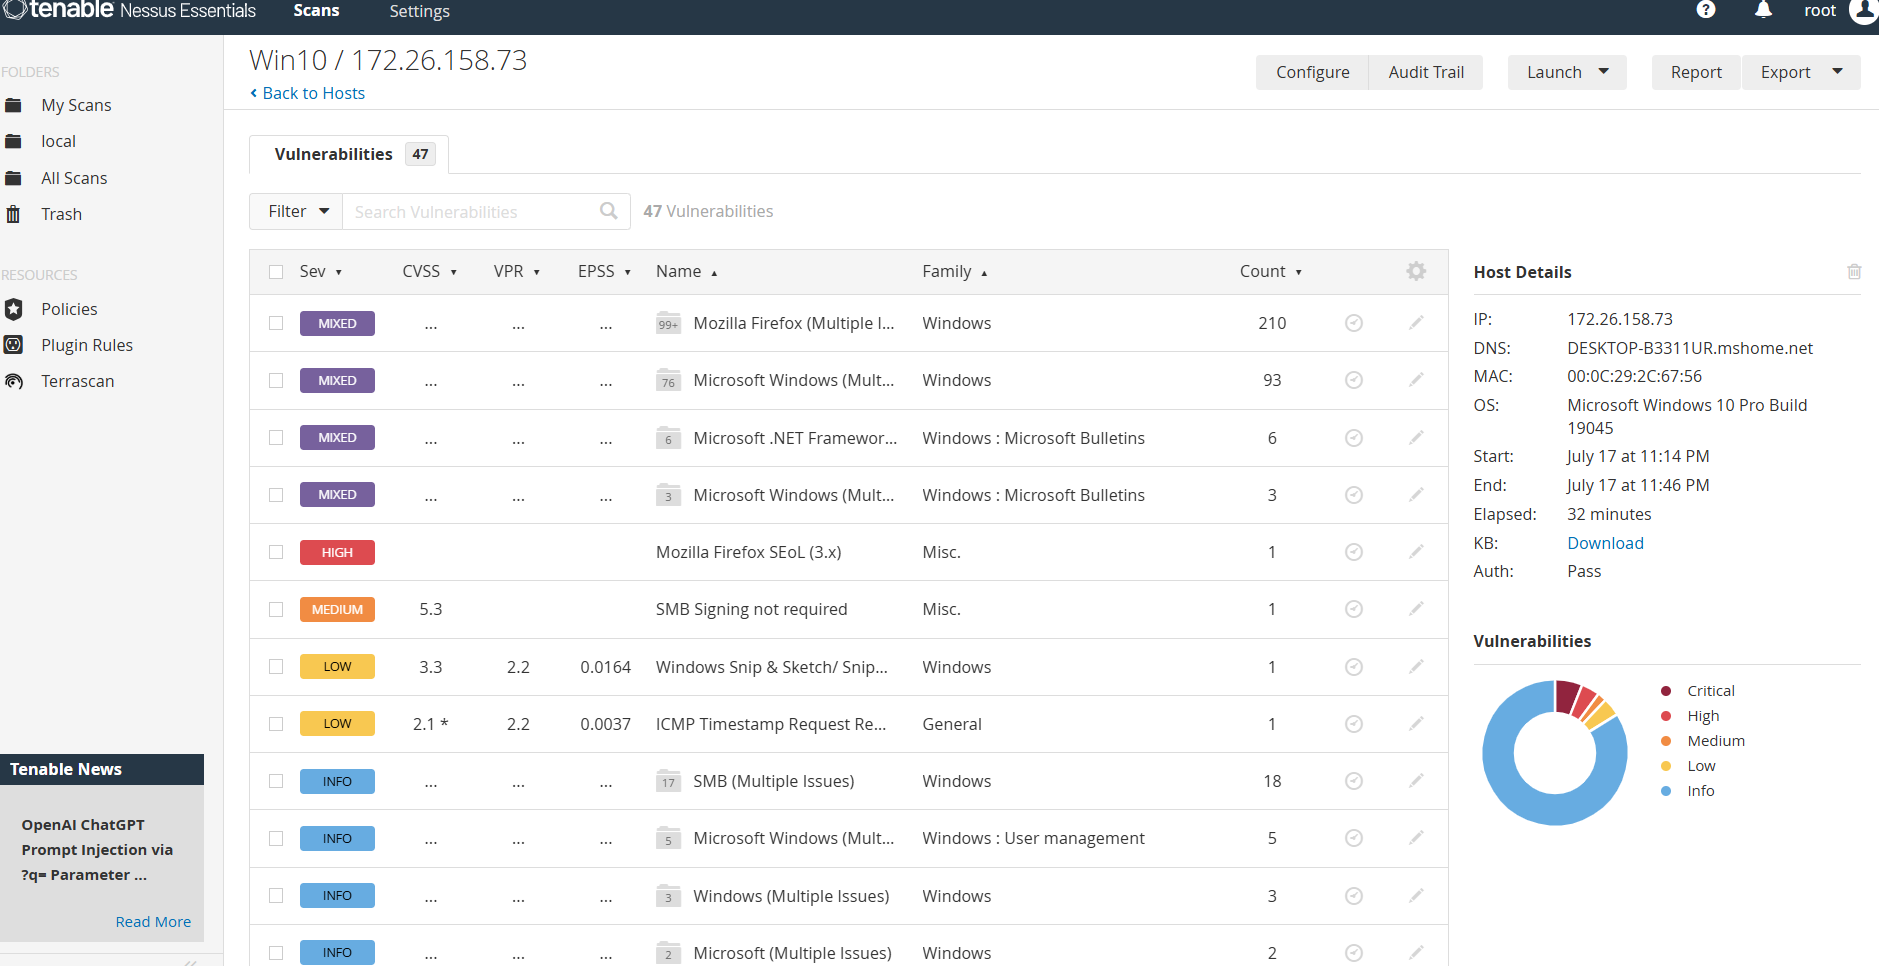 tenable Nessus Essentials Scans Settings root
FOLDERS
My Scans
local
All Scans
Trash
RESOURCES
Policies
Plugin Rules
Terrascan
Tenable News
OpenAI ChatGPT
Prompt Injection via
?q= Parameter ...
Read More
Win10 / 172.26.158.73
Back to Hosts
Configure Audit Trail Launch Report Export
Vulnerabilities 47
Filter Search Vulnerabilities 47 Vulnerabilities
Sev CVSS VPR EPSS Name Family Count
MIXED ... ... ... 99+ Mozilla Firefox (Multiple I... Windows 210
MIXED ... ... ... 76 Microsoft Windows (Mult... Windows 93
MIXED ... ... ... 6 Microsoft .NET Framewor... Windows : Microsoft Bulletins 6
MIXED ... ... ... 3 Microsoft Windows (Mult... Windows : Microsoft Bulletins 3
HIGH Mozilla Firefox SEoL (3.x) Misc. 1
MEDIUM 5.3 SMB Signing not required Misc. 1
LOW 3.3 2.2 0.0164 Windows Snip & Sketch/ Snip... Windows 1
LOW 2.1 * 2.2 0.0037 ICMP Timestamp Request Re... General 1
INFO ... ... ... 17 SMB (Multiple Issues) Windows 18
INFO ... ... ... 5 Microsoft Windows (Mult... Windows : User management 5
INFO ... ... ... 3 Windows (Multiple Issues) Windows 3
INFO ... ... ... 2 Microsoft (Multiple Issues) Windows 2
Host Details
IP: 172.26.158.73
DNS: DESKTOP-B3311UR.mshome.net
MAC: 00:0C:29:2C:67:56
OS: Microsoft Windows 10 Pro Build
19045
Start: July 17 at 11:14 PM
End: July 17 at 11:46 PM
Elapsed: 32 minutes
KB: Download
Auth: Pass
Vulnerabilities
Critical
High
Medium
Low
Info